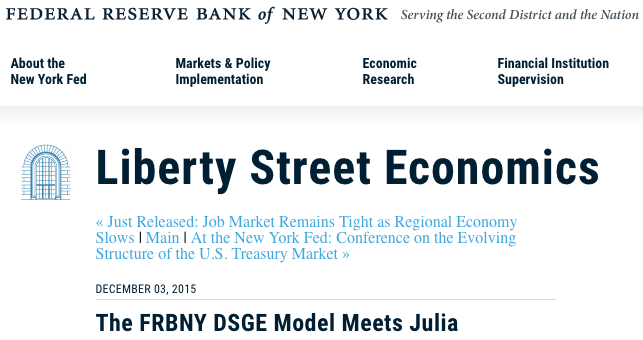 FEDERAL RESERVE BANK of NEW YORK Serving the Second District and the Nation
About the New York Fed
Markets & Policy Implementation
Economic Research
Financial Institution Supervision
Liberty Street Economics
« Just Released: Job Market Remains Tight as Regional Economy
Slows | Main | At the New York Fed: Conference on the Evolving
Structure of the U.S. Treasury Market »
DECEMBER 03, 2015
The FRBNY DSGE Model Meets Julia